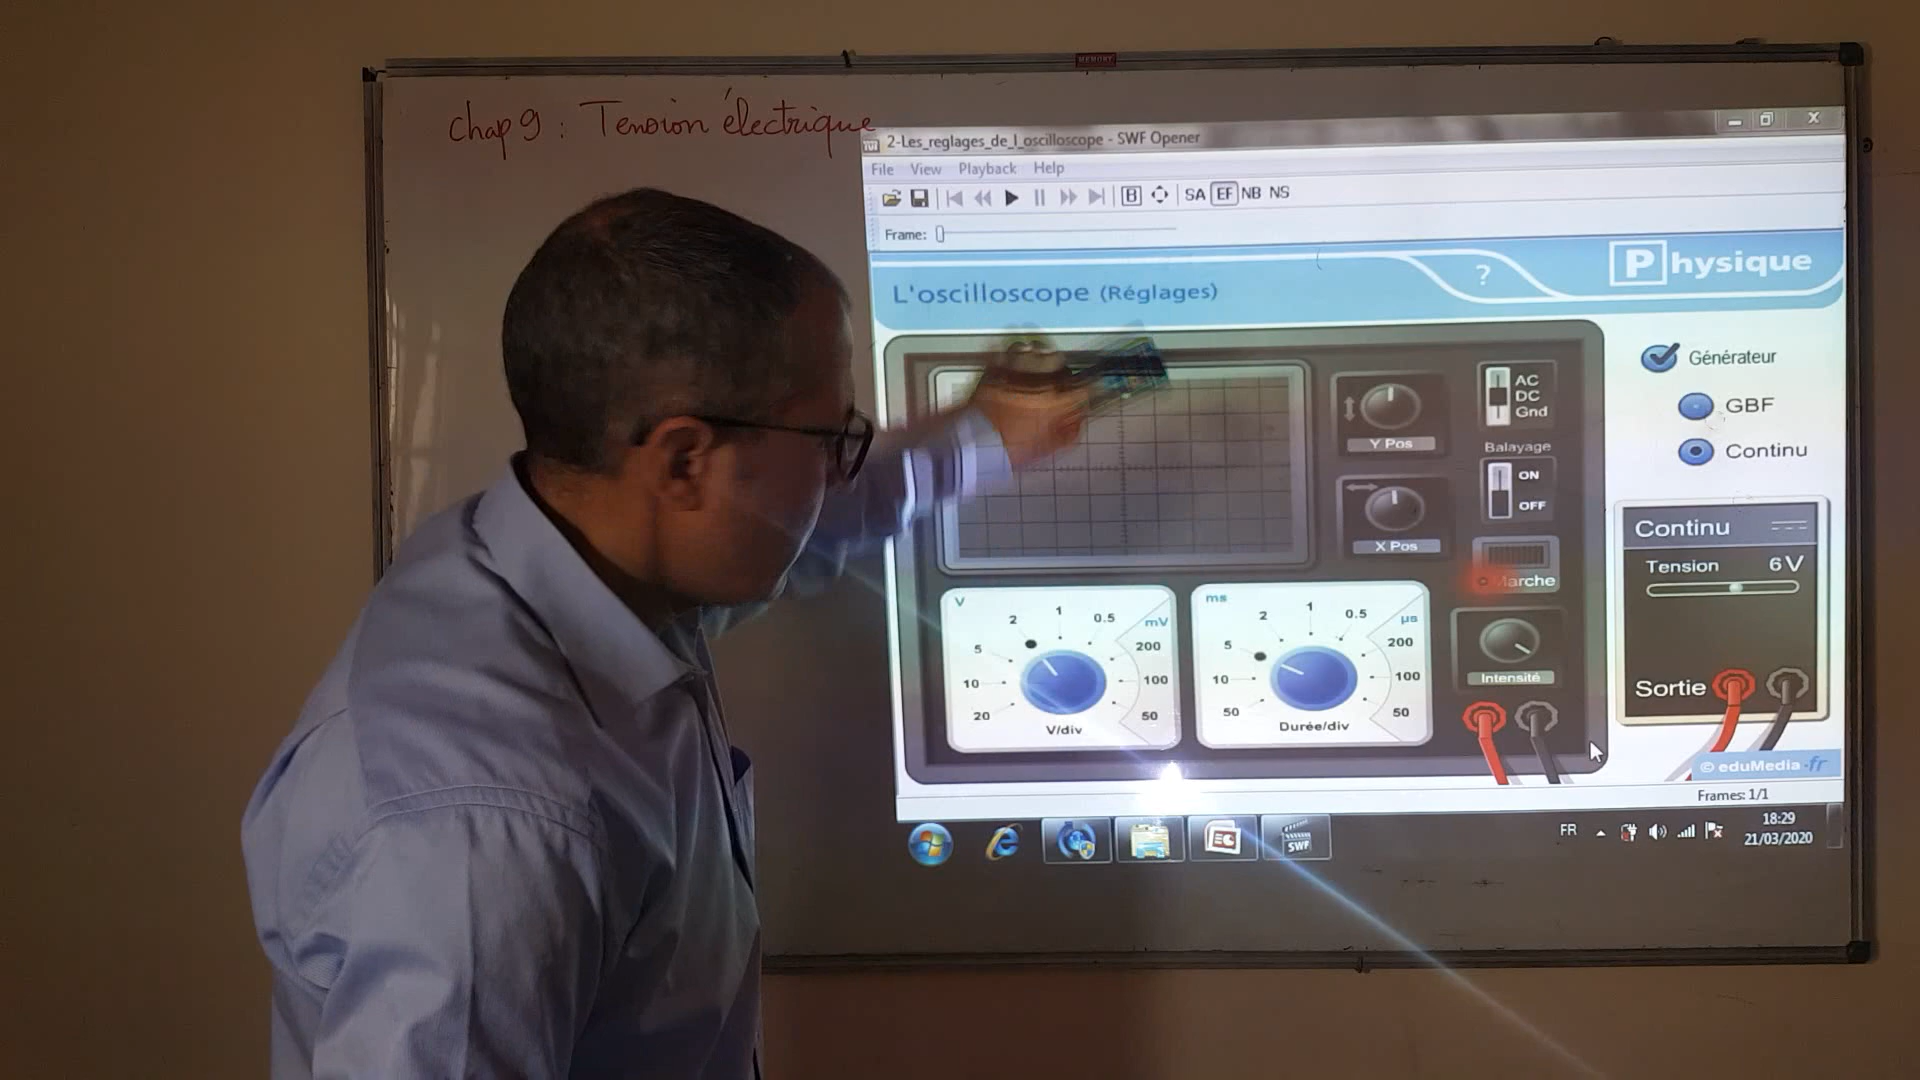 MEMORY
Chap 9 : Tension électrique
2-Les_reglages_de_l_oscilloscope - SWF Opener
File View Playback Help
B SA EF NB NS
Frame:
? Physique
L'oscilloscope (Réglages)
Générateur
GBF
Continu
AC
DC
Gnd
Y Pos
Balayage
ON
OFF
X Pos
Marche
Intensité
Continu
Tension 6V
Sortie
V
2 1 0.5 mV
5 200
10 100
20 50
V/div
ms
2 1 0.5 µs
5 200
10 100
50 50
Durée/div
© eduMedia-fr
Frames: 1/1
SWF
FR 18:29
21/03/2020